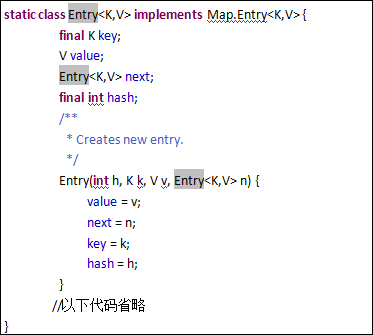 static class Entry<K,V> implements Map.Entry<K,V> {
final K key;
V value;
Entry<K,V> next;
final int hash;
/**
* Creates new entry.
*/
Entry(int h, K k, V v, Entry<K,V> n) {
value = v;
next = n;
key = k;
hash = h;
}
//以下代码省略
}